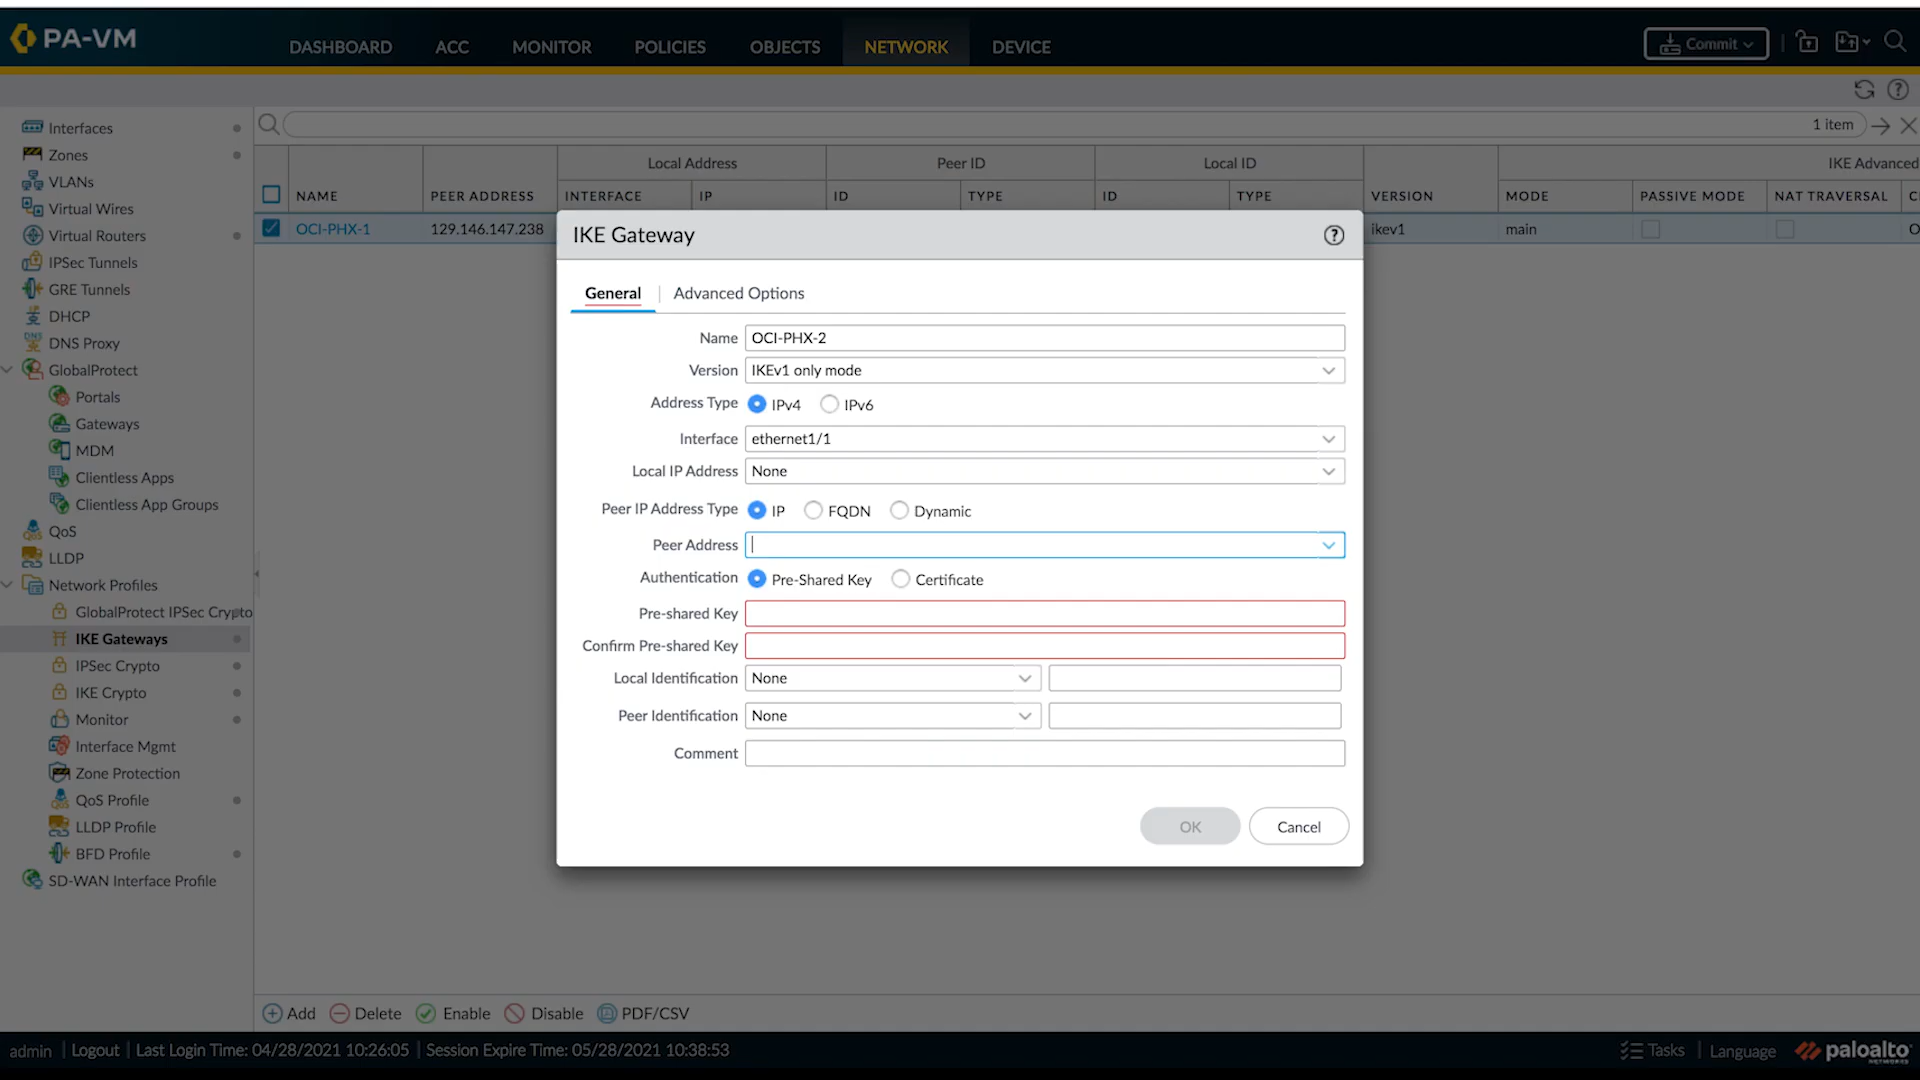 PA-VM
DASHBOARD ACC MONITOR POLICIES OBJECTS NETWORK DEVICE
Commit
1 item
Interfaces
Zones
VLANs
Virtual Wires
Virtual Routers
IPSec Tunnels
GRE Tunnels
DHCP
DNS Proxy
GlobalProtect
Portals
Gateways
MDM
Clientless Apps
Clientless App Groups
QoS
LLDP
Network Profiles
GlobalProtect IPSec Crypto
IKE Gateways
IPSec Crypto
IKE Crypto
Monitor
Interface Mgmt
Zone Protection
QoS Profile
LLDP Profile
BFD Profile
SD-WAN Interface Profile
Local Address Peer ID Local ID IKE Advanced
NAME PEER ADDRESS INTERFACE IP ID TYPE ID TYPE VERSION MODE PASSIVE MODE NAT TRAVERSAL C
OCI-PHX-1 129.146.147.238 ikev1 main O
IKE Gateway
General Advanced Options
Name OCI-PHX-2
Version IKEv1 only mode
Address Type IPv4 IPv6
Interface ethernet1/1
Local IP Address None
Peer IP Address Type IP FQDN Dynamic
Peer Address
Authentication Pre-Shared Key Certificate
Pre-shared Key
Confirm Pre-shared Key
Local Identification None
Peer Identification None
Comment
OK Cancel
Add Delete Enable Disable PDF/CSV
admin | Logout | Last Login Time: 04/28/2021 10:26:05 | Session Expire Time: 05/28/2021 10:38:53
Tasks | Language paloalto
NETWORKS